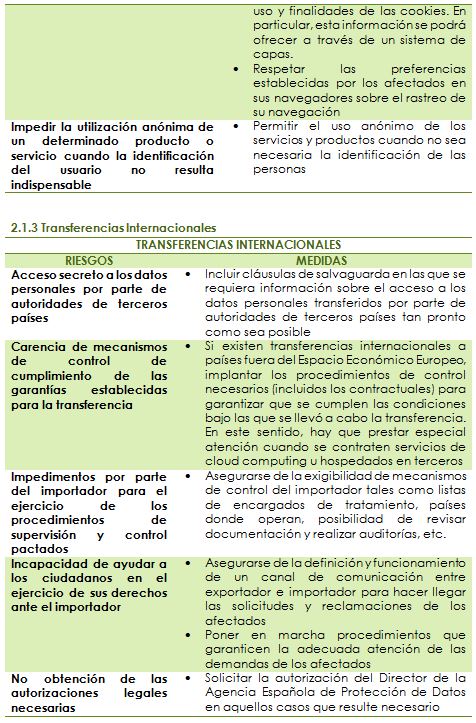 uso y finalidades de las cookies. En
particular, esta información se podrá
ofrecer a través de un sistema de
capas.
• Respetar las preferencias
establecidas por los afectados en
sus navegadores sobre el rastreo de
su navegación
Impedir la utilización anónima de
un determinado producto o
servicio cuando la identificación
del usuario no resulta
indispensable
• Permitir el uso anónimo de los
servicios y productos cuando no sea
necesaria la identificación de las
personas
2.1.3 Transferencias Internacionales
TRANSFERENCIAS INTERNACIONALES
RIESGOS
MEDIDAS
Acceso secreto a los datos
personales por parte de
autoridades de terceros
países
• Incluir cláusulas de salvaguarda en las que se
requiera información sobre el acceso a los
datos personales transferidos por parte de
autoridades de terceros países tan pronto
como sea posible
Carencia de mecanismos
de control de
cumplimiento de las
garantías establecidas
para la transferencia
• Si existen transferencias internacionales a
países fuera del Espacio Económico Europeo,
implantar los procedimientos de control
necesarios (incluidos los contractuales) para
garantizar que se cumplen las condiciones
bajo las que se llevó a cabo la transferencia.
En este sentido, hay que prestar especial
atención cuando se contraten servicios de
cloud computing u hospedados en terceros
Impedimentos por parte
del importador para el
ejercicio de los
procedimientos de
supervisión y control
pactados
• Asegurarse de la exigibilidad de mecanismos
de control del importador tales como listas
de encargados de tratamiento, países
donde operan, posibilidad de revisar
documentación y realizar auditorías, etc.
Incapacidad de ayudar a
los ciudadanos en el
ejercicio de sus derechos
ante el importador
• Asegurarse de la definición y funcionamiento
de un canal de comunicación entre
exportador e importador para hacer llegar
las solicitudes y reclamaciones de los
afectados
• Poner en marcha procedimientos que
garanticen la adecuada atención de las
demandas de los afectados
No obtención de las
autorizaciones legales
necesarias
• Solicitar la autorización del Director de la
Agencia Española de Protección de Datos
en aquellos casos que resulte necesario